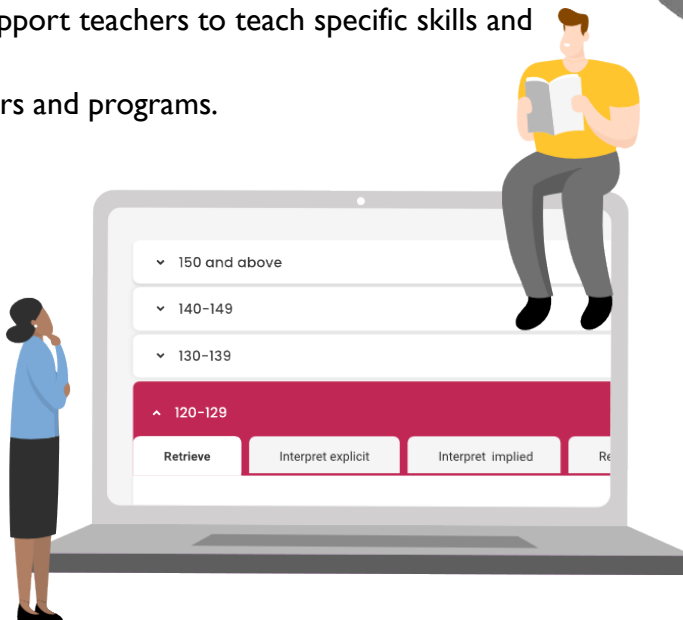 pport teachers to teach specific skills and
rs and programs.
150 and above
140-149
130-139
120-129
Retrieve Interpret explicit Interpret implied Re